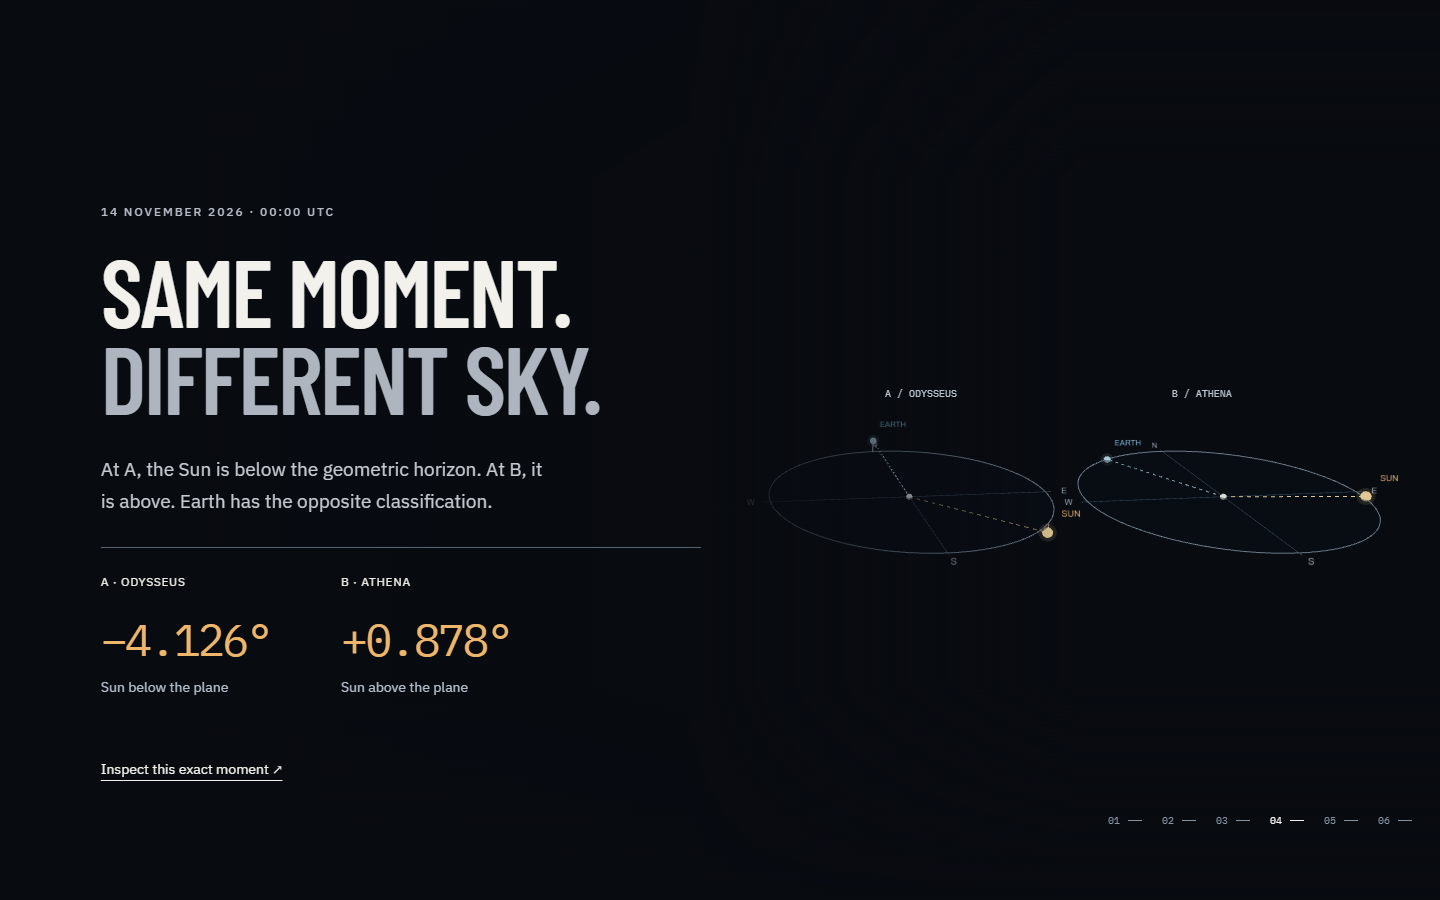 14 NOVEMBER 2026 · 00:00 UTC
SAME MOMENT.
DIFFERENT SKY.
At A, the Sun is below the geometric horizon. At B, it
is above. Earth has the opposite classification.
A · ODYSSEUS
B · ATHENA
−4.126°
+0.878°
Sun below the plane
Sun above the plane
Inspect this exact moment ↗
A / ODYSSEUS
EARTH
W
E
SUN
S
B / ATHENA
EARTH
N
W
SUN
E
S
01
02
03
04
05
06